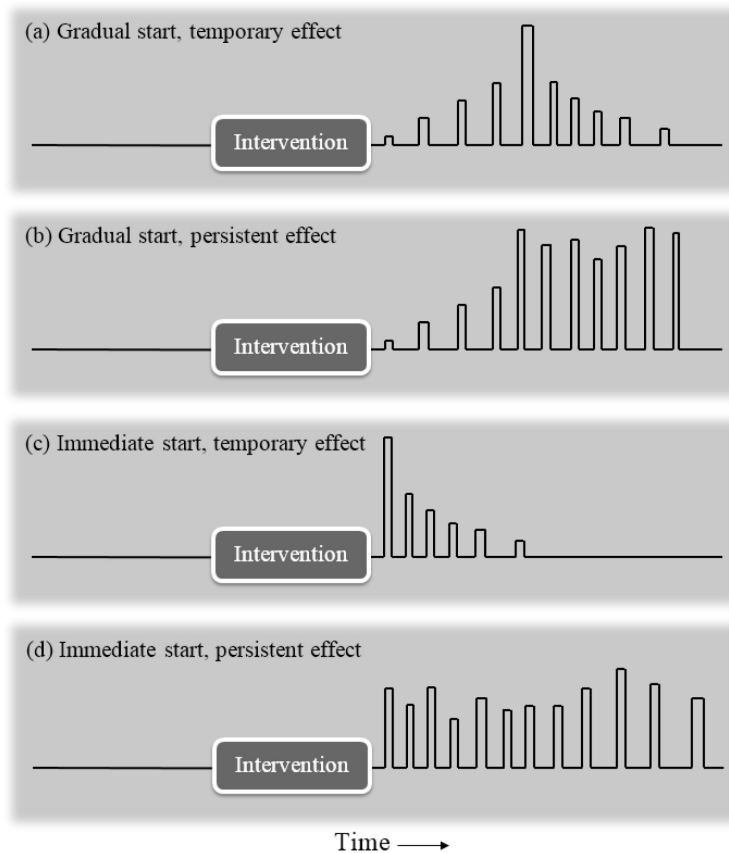 (a) Gradual start, temporary effect
Intervention
(b) Gradual start, persistent effect
Intervention
(c) Immediate start, temporary effect
Intervention
(d) Immediate start, persistent effect
Intervention
Time